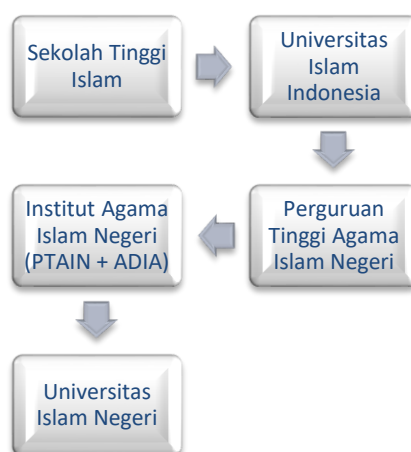 Sekolah Tinggi
Islam
Universitas
Islam
Indonesia
Perguruan
Tinggi Agama
Islam Negeri
Institut Agama
Islam Negeri
(PTAIN + ADIA)
Universitas
Islam Negeri